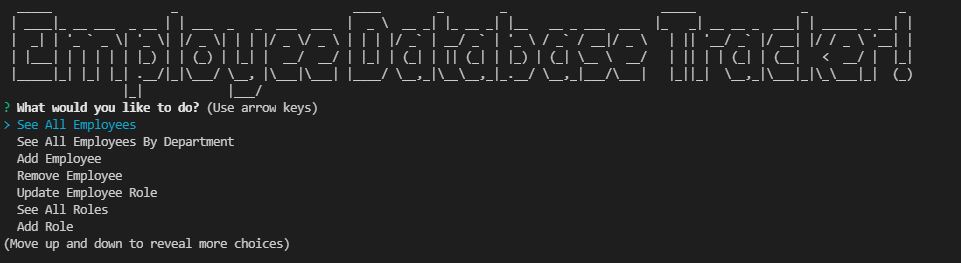 EmployeeDatabase Tracker!
? What would you like to do? (Use arrow keys)
> See All Employees
See All Employees By Department
Add Employee
Remove Employee
Update Employee Role
See All Roles
Add Role
(Move up and down to reveal more choices)